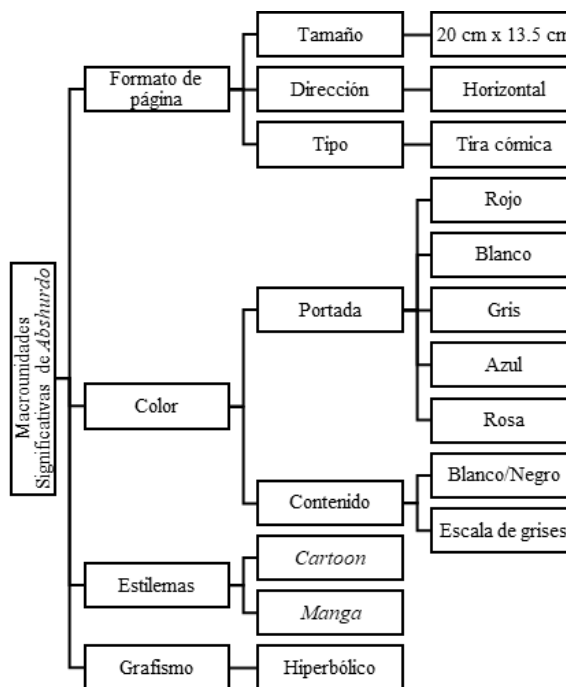 Macrounidades
Significativas de Abshurdo
Formato de
página
Tamaño
20 cm x 13.5 cm
Dirección
Horizontal
Tipo
Tira cómica
Color
Portada
Rojo
Blanco
Gris
Azul
Rosa
Contenido
Blanco/Negro
Escala de grises
Estilemas
Cartoon
Manga
Grafismo
Hiperbólico